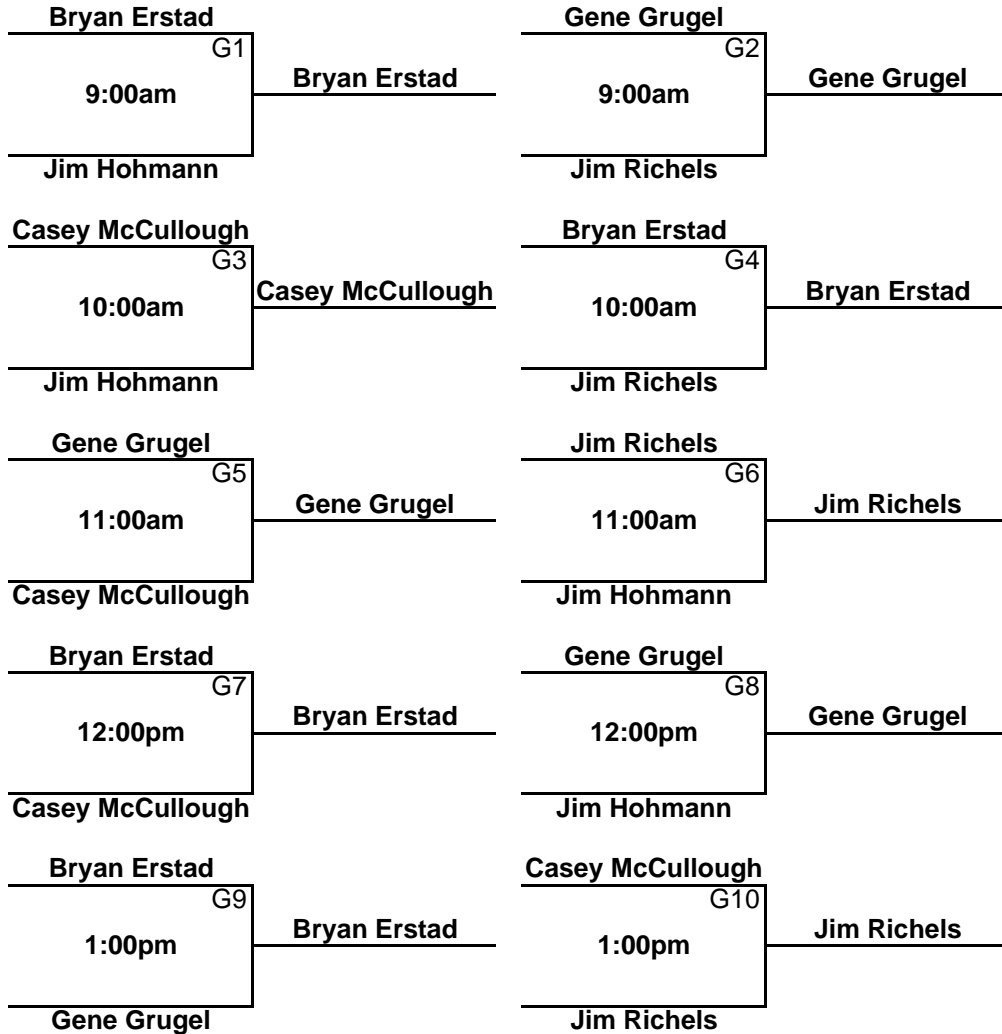 Bryan Erstad
G1
9:00am
Bryan Erstad
Jim Hohmann
Gene Grugel
G2
9:00am
Gene Grugel
Jim Richels
Casey McCullough
G3
10:00am
Casey McCullough
Jim Hohmann
Bryan Erstad
G4
10:00am
Bryan Erstad
Jim Richels
Gene Grugel
G5
11:00am
Gene Grugel
Casey McCullough
Jim Richels
G6
11:00am
Jim Richels
Jim Hohmann
Bryan Erstad
G7
12:00pm
Bryan Erstad
Casey McCullough
Gene Grugel
G8
12:00pm
Gene Grugel
Jim Hohmann
Bryan Erstad
G9
1:00pm
Bryan Erstad
Gene Grugel
Casey McCullough
G10
1:00pm
Jim Richels
Jim Richels